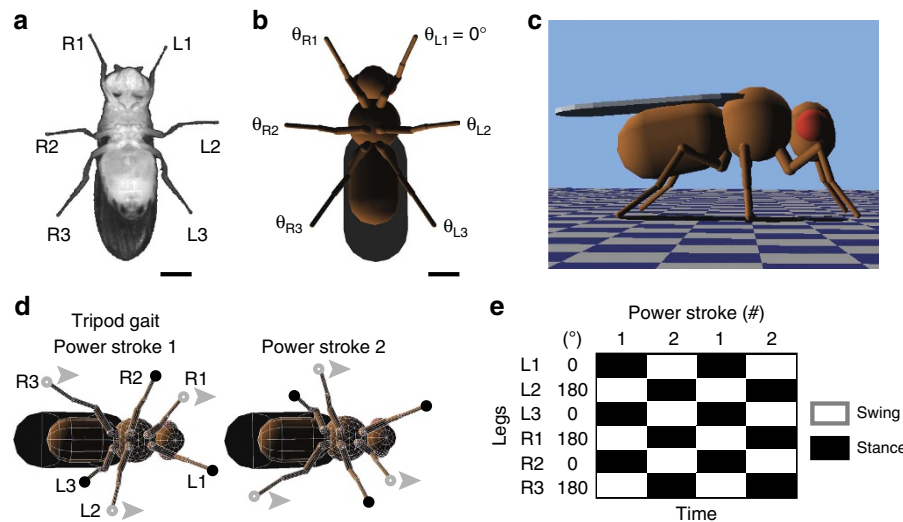 a
R1
L1
R2
L2
R3
L3
b
θR1
θL1 = 0°
θR2
θL2
θR3
θL3
c
d
Tripod gait
Power stroke 1
Power stroke 2
R3
R2
R1
L3
L2
L1
e
Power stroke (#)
(°) 1 2 1 2
Legs
L1 0
L2 180
L3 0
R1 180
R2 0
R3 180
Time
Swing
Stance